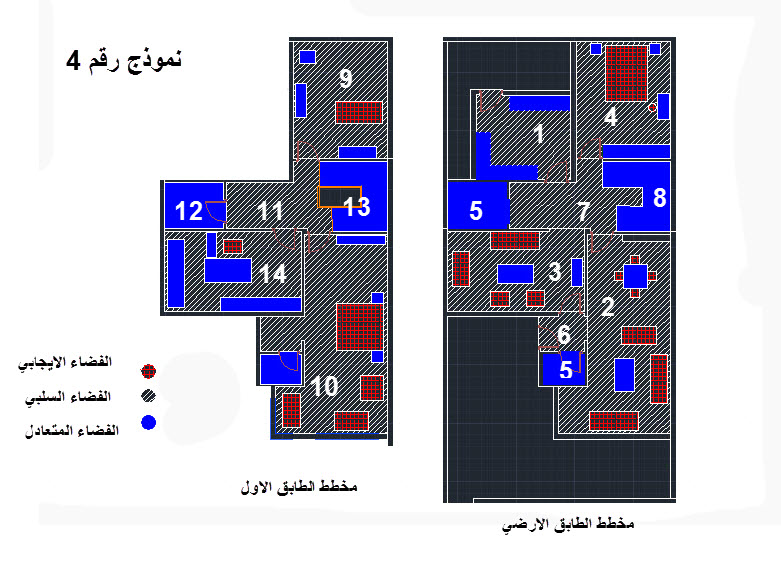 نموذج رقم 4
9
12
11
13
14
10
1
4
5
7
8
3
2
6
5
الفضاء الايجابي
الفضاء السلبي
الفضاء المتعادل
مخطط الطابق الاول
مخطط الطابق الارضي